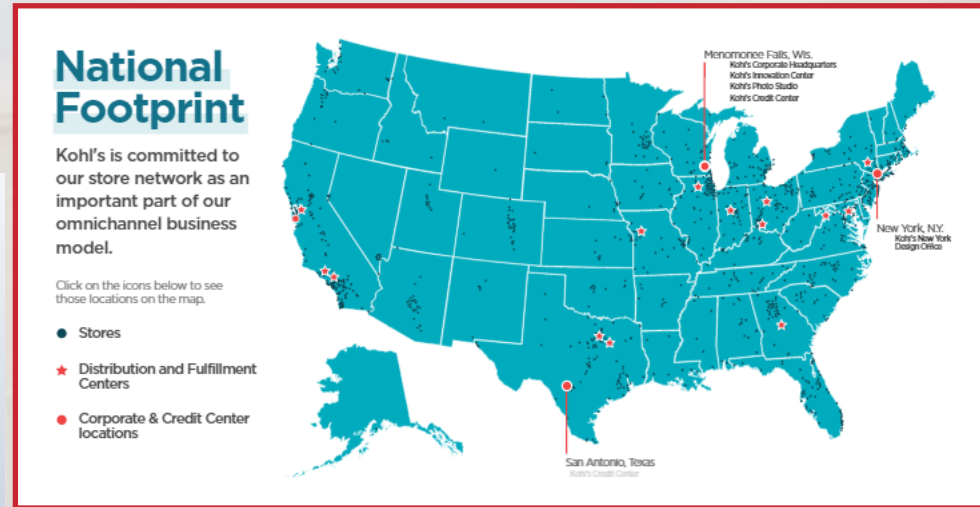 National
Footprint
Kohl's is committed to
our store network as an
important part of our
omnichannel business
model.
Click on the icons below to see
those locations on the map.
Stores
Distribution and Fulfillment
Centers
Corporate & Credit Center
locations
Menomonee Falls, Wis.
Kohl's Corporate Headquarters
Kohl's Innovation Center
Kohl's Photo Studio
Kohl's Credit Center
New York, N.Y.
Kohl's New York
Design Office
San Antonio, Texas
Kohl's Credit Center